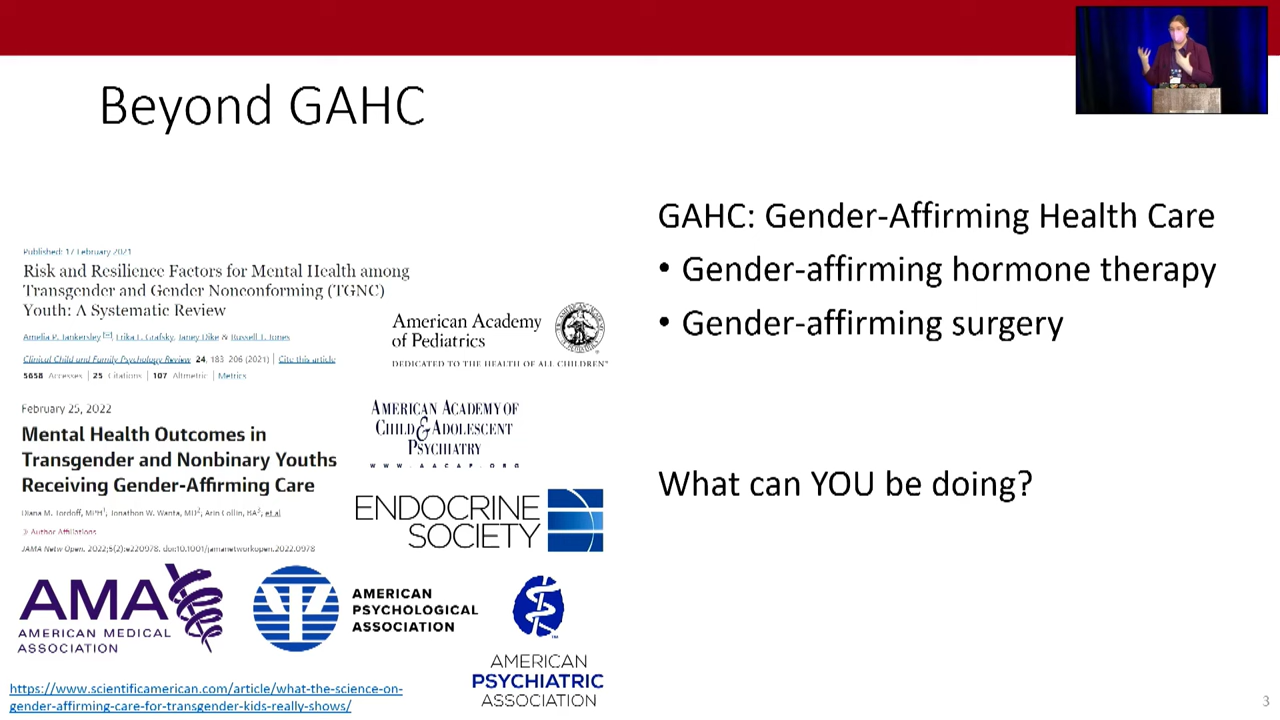 Beyond GAHC
Published: 17 February 2021
Risk and Resilience Factors for Mental Health among
Transgender and Gender Nonconforming (TGNC)
Youth: A Systematic Review
Amelia P. Tankersley, Erika L. Grafsky, Janey Dike & Russell T. Jones
Clinical Child and Family Psychology Review 24, 183–206 (2021) | Cite this article
5658 Accesses | 25 Citations | 107 Altmetric | Metrics
American Academy
of Pediatrics
DEDICATED TO THE HEALTH OF ALL CHILDREN®
February 25, 2022
Mental Health Outcomes in
Transgender and Nonbinary Youths
Receiving Gender-Affirming Care
Diana M. Tordoff, MPH1; Jonathon W. Wanta, MD2; Arin Collin, BA3; et al
» Author Affiliations
JAMA Netw Open. 2022;5(2):e220978. doi:10.1001/jamanetworkopen.2022.0978
AMERICAN ACADEMY OF
CHILD & ADOLESCENT
PSYCHIATRY
WWW.AACAP.ORG
ENDOCRINE
SOCIETY
AMA
AMERICAN MEDICAL
ASSOCIATION
AMERICAN
PSYCHOLOGICAL
ASSOCIATION
AMERICAN
PSYCHIATRIC
ASSOCIATION
https://www.scientificamerican.com/article/what-the-science-on-
gender-affirming-care-for-transgender-kids-really-shows/
GAHC: Gender-Affirming Health Care
• Gender-affirming hormone therapy
• Gender-affirming surgery
What can YOU be doing?
3